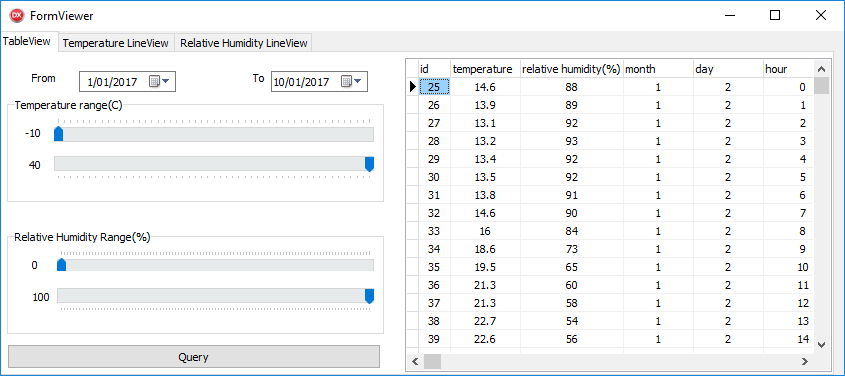 DX FormViewer
TableView Temperature LineView Relative Humidity LineView
From 1/01/2017 To 10/01/2017
Temperature range(C)
-10
40
Relative Humidity Range(%)
0
100
Query
id temperature relative humidity(%) month day hour
25 14.6 88 1 2 0
26 13.9 89 1 2 1
27 13.1 92 1 2 2
28 13.2 93 1 2 3
29 13.4 92 1 2 4
30 13.5 92 1 2 5
31 13.8 91 1 2 6
32 14.6 90 1 2 7
33 16 84 1 2 8
34 18.6 73 1 2 9
35 19.5 65 1 2 10
36 21.3 60 1 2 11
37 21.3 58 1 2 12
38 22.7 54 1 2 13
39 22.6 56 1 2 14